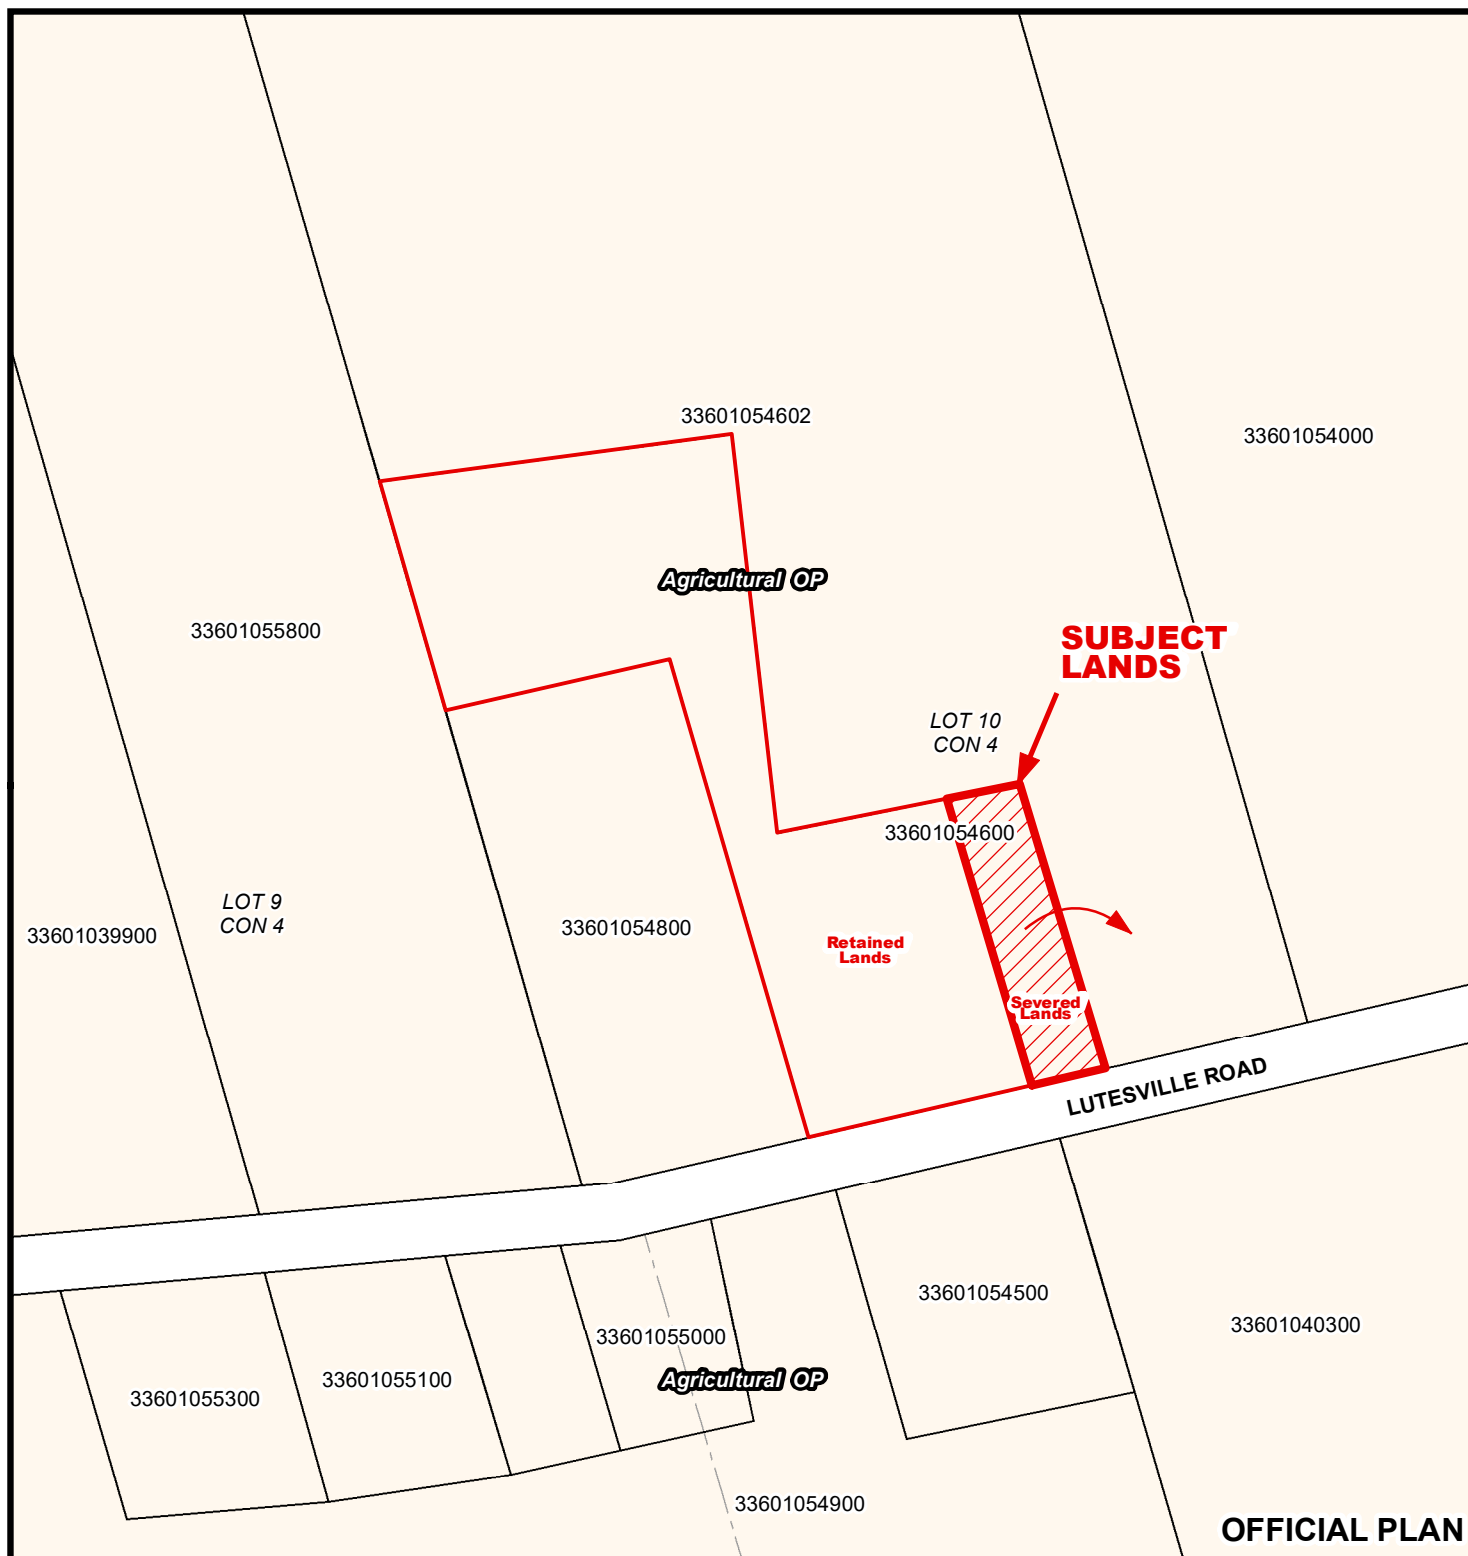 33601054602
33601054000
Agricultural OP
33601055800
SUBJECT
LANDS
LOT 10
CON 4
33601054600
LOT 9
CON 4
33601054800
33601039900
Retained
Lands
Severed
Lands
LUTESVILLE ROAD
33601054500
33601040300
33601055000
Agricultural OP
33601055100
33601055300
33601054900
OFFICIAL PLAN